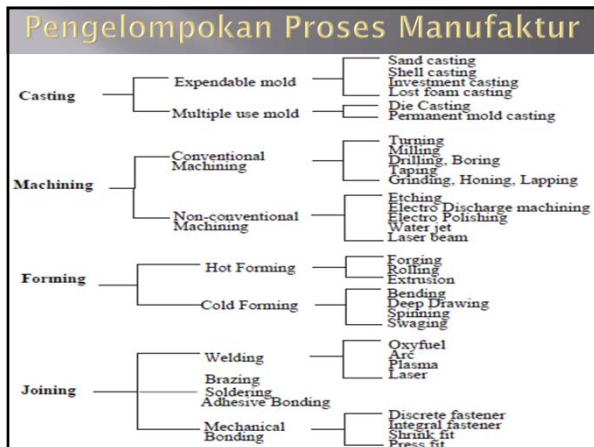 Pengelompokan Proses Manufaktur
Casting
Expendable mold
Sand casting
Shell casting
Investment casting
Lost foam casting
Multiple use mold
Die Casting
Permanent mold casting
Machining
Conventional
Machining
Turning
Milling
Drilling, Boring
Taping
Grinding, Honing, Lapping
Non-conventional
Machining
Etching
Electro Discharge machining
Electro Polishing
Water jet
Laser beam
Forming
Hot Forming
Forging
Rolling
Extrusion
Cold Forming
Bending
Deep Drawing
Spinning
Swaging
Joining
Welding
Oxyfuel
Arc
Plasma
Laser
Brazing
Soldering
Adhesive Bonding
Mechanical
Bonding
Discrete fastener
Integral fastener
Shrink fit
Press fit